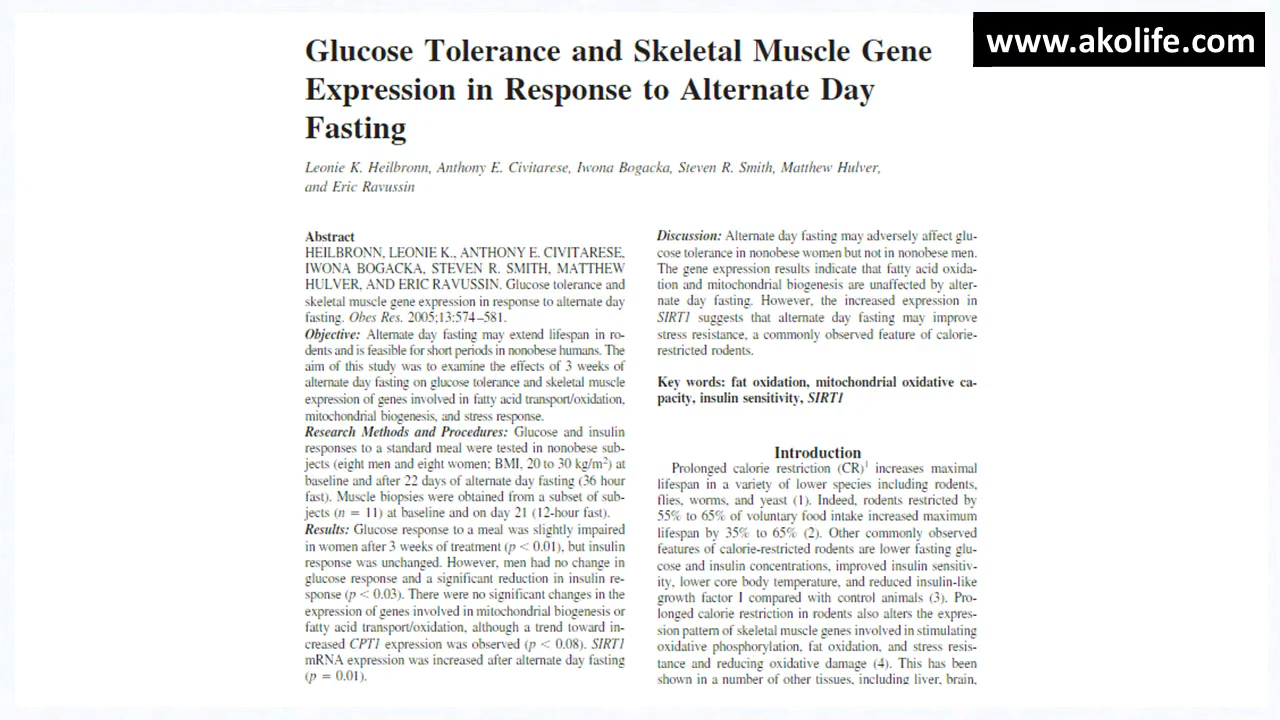 www.akolife.com
Glucose Tolerance and Skeletal Muscle Gene
Expression in Response to Alternate Day
Fasting
Leonie K. Heilbronn, Anthony E. Civitarese, Iwona Bogacka, Steven R. Smith, Matthew Hulver,
and Eric Ravussin
Abstract
HEILBRONN, LEONIE K., ANTHONY E. CIVITARESE,
IWONA BOGACKA, STEVEN R. SMITH, MATTHEW
HULVER, AND ERIC RAVUSSIN. Glucose tolerance and
skeletal muscle gene expression in response to alternate day
fasting. Obes Res. 2005;13:574–581.
Objective: Alternate day fasting may extend lifespan in ro-
dents and is feasible for short periods in nonobese humans. The
aim of this study was to examine the effects of 3 weeks of
alternate day fasting on glucose tolerance and skeletal muscle
expression of genes involved in fatty acid transport/oxidation,
mitochondrial biogenesis, and stress response.
Research Methods and Procedures: Glucose and insulin
responses to a standard meal were tested in nonobese sub-
jects (eight men and eight women; BMI, 20 to 30 kg/m²) at
baseline and after 22 days of alternate day fasting (36 hour
fast). Muscle biopsies were obtained from a subset of sub-
jects (n = 11) at baseline and on day 21 (12-hour fast).
Results: Glucose response to a meal was slightly impaired
in women after 3 weeks of treatment (p < 0.01), but insulin
response was unchanged. However, men had no change in
glucose response and a significant reduction in insulin re-
sponse (p < 0.03). There were no significant changes in the
expression of genes involved in mitochondrial biogenesis or
fatty acid transport/oxidation, although a trend toward in-
creased CPT1 expression was observed (p < 0.08). SIRT1
mRNA expression was increased after alternate day fasting
(p = 0.01).
Discussion: Alternate day fasting may adversely affect glu-
cose tolerance in nonobese women but not in nonobese men.
The gene expression results indicate that fatty acid oxida-
tion and mitochondrial biogenesis are unaffected by alter-
nate day fasting. However, the increased expression in
SIRT1 suggests that alternate day fasting may improve
stress resistance, a commonly observed feature of calorie-
restricted rodents.
Key words: fat oxidation, mitochondrial oxidative ca-
pacity, insulin sensitivity, SIRT1
Introduction
Prolonged calorie restriction (CR)¹ increases maximal
lifespan in a variety of lower species including rodents,
flies, worms, and yeast (1). Indeed, rodents restricted by
55% to 65% of voluntary food intake increased maximum
lifespan by 35% to 65% (2). Other commonly observed
features of calorie-restricted rodents are lower fasting glu-
cose and insulin concentrations, improved insulin sensitiv-
ity, lower core body temperature, and reduced insulin-like
growth factor I compared with control animals (3). Pro-
longed calorie restriction in rodents also alters the expres-
sion pattern of skeletal muscle genes involved in stimulating
oxidative phosphorylation, fat oxidation, and stress resis-
tance and reducing oxidative damage (4). This has been
shown in a number of other tissues, including liver, brain,